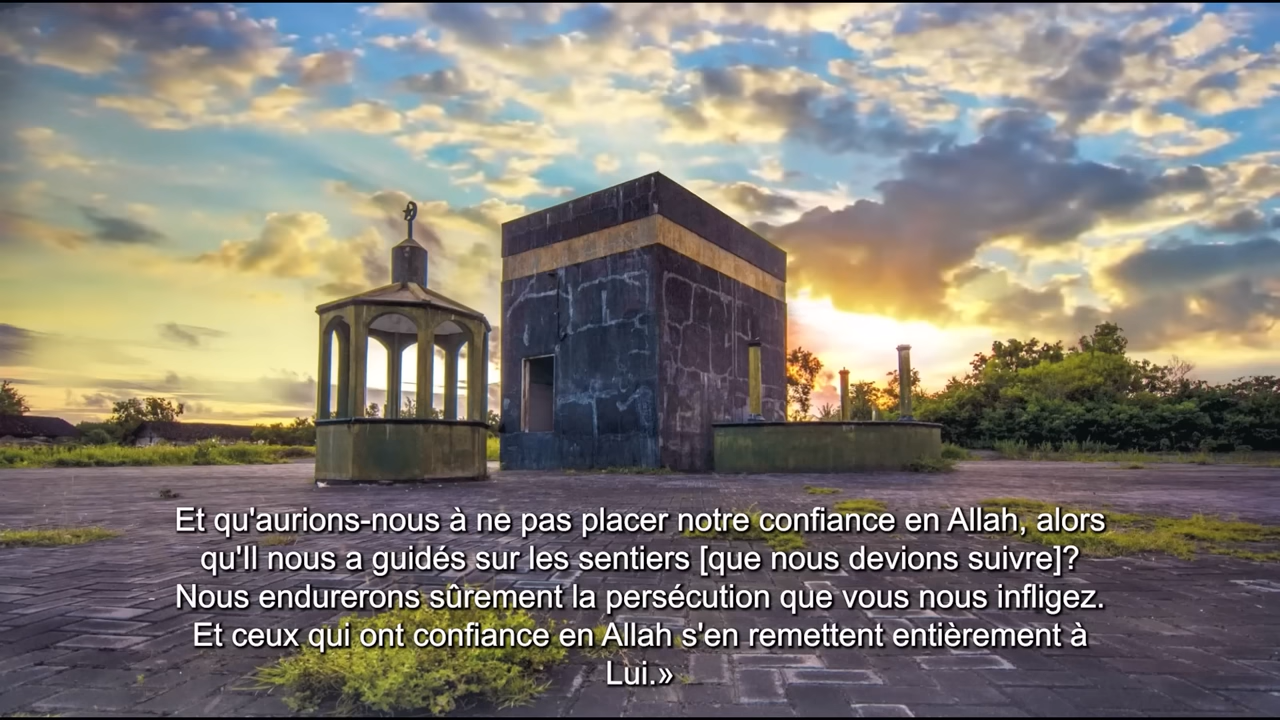 Et qu'aurions-nous à ne pas placer notre confiance en Allah, alors
qu'Il nous a guidés sur les sentiers [que nous devions suivre]?
Nous endurerons sûrement la persécution que vous nous infligez.
Et ceux qui ont confiance en Allah s'en remettent entièrement à
Lui.»